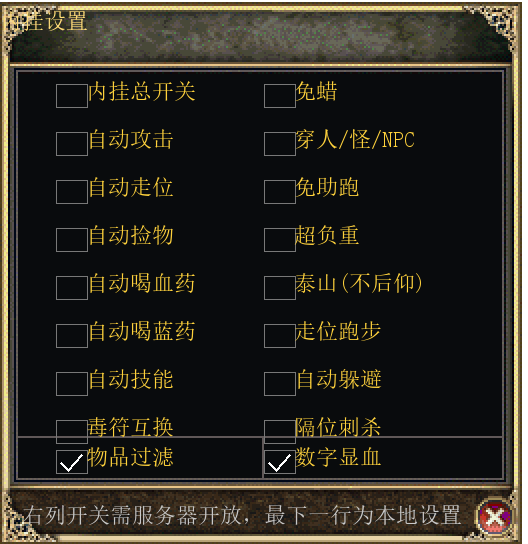 内挂设置
内挂总开关 免蜡
自动攻击 穿人/怪/NPC
自动走位 免助跑
自动捡物 超负重
自动喝血药 泰山(不后仰)
自动喝蓝药 走位跑步
自动技能 自动躲避
毒符互换 隔位刺杀
物品过滤 数字显血
右列开关需服务器开放，最下一行为本地设置